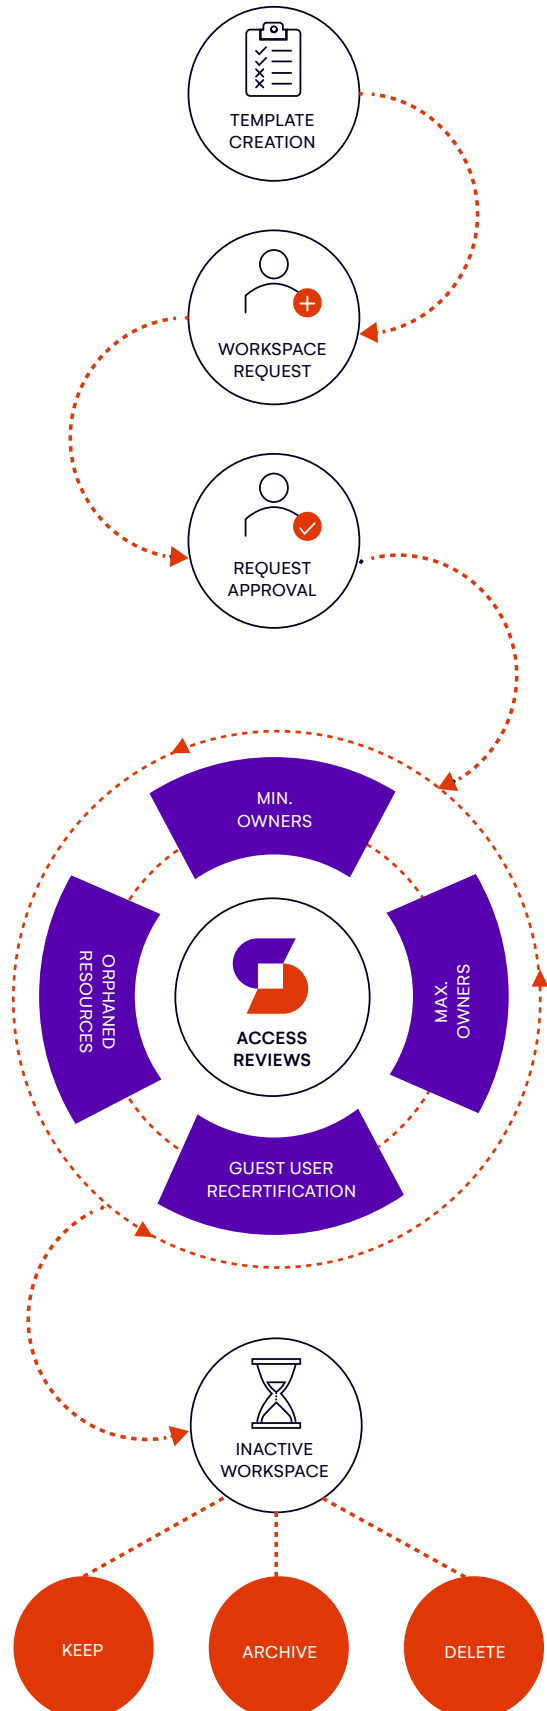 TEMPLATE
CREATION
WORKSPACE
REQUEST
REQUEST
APPROVAL
MIN.
OWNERS
ORPHANED
RESOURCES
ACCESS
REVIEWS
MAX.
OWNERS
GUEST USER
RECERTIFICATION
INACTIVE
WORKSPACE
KEEP
ARCHIVE
DELETE